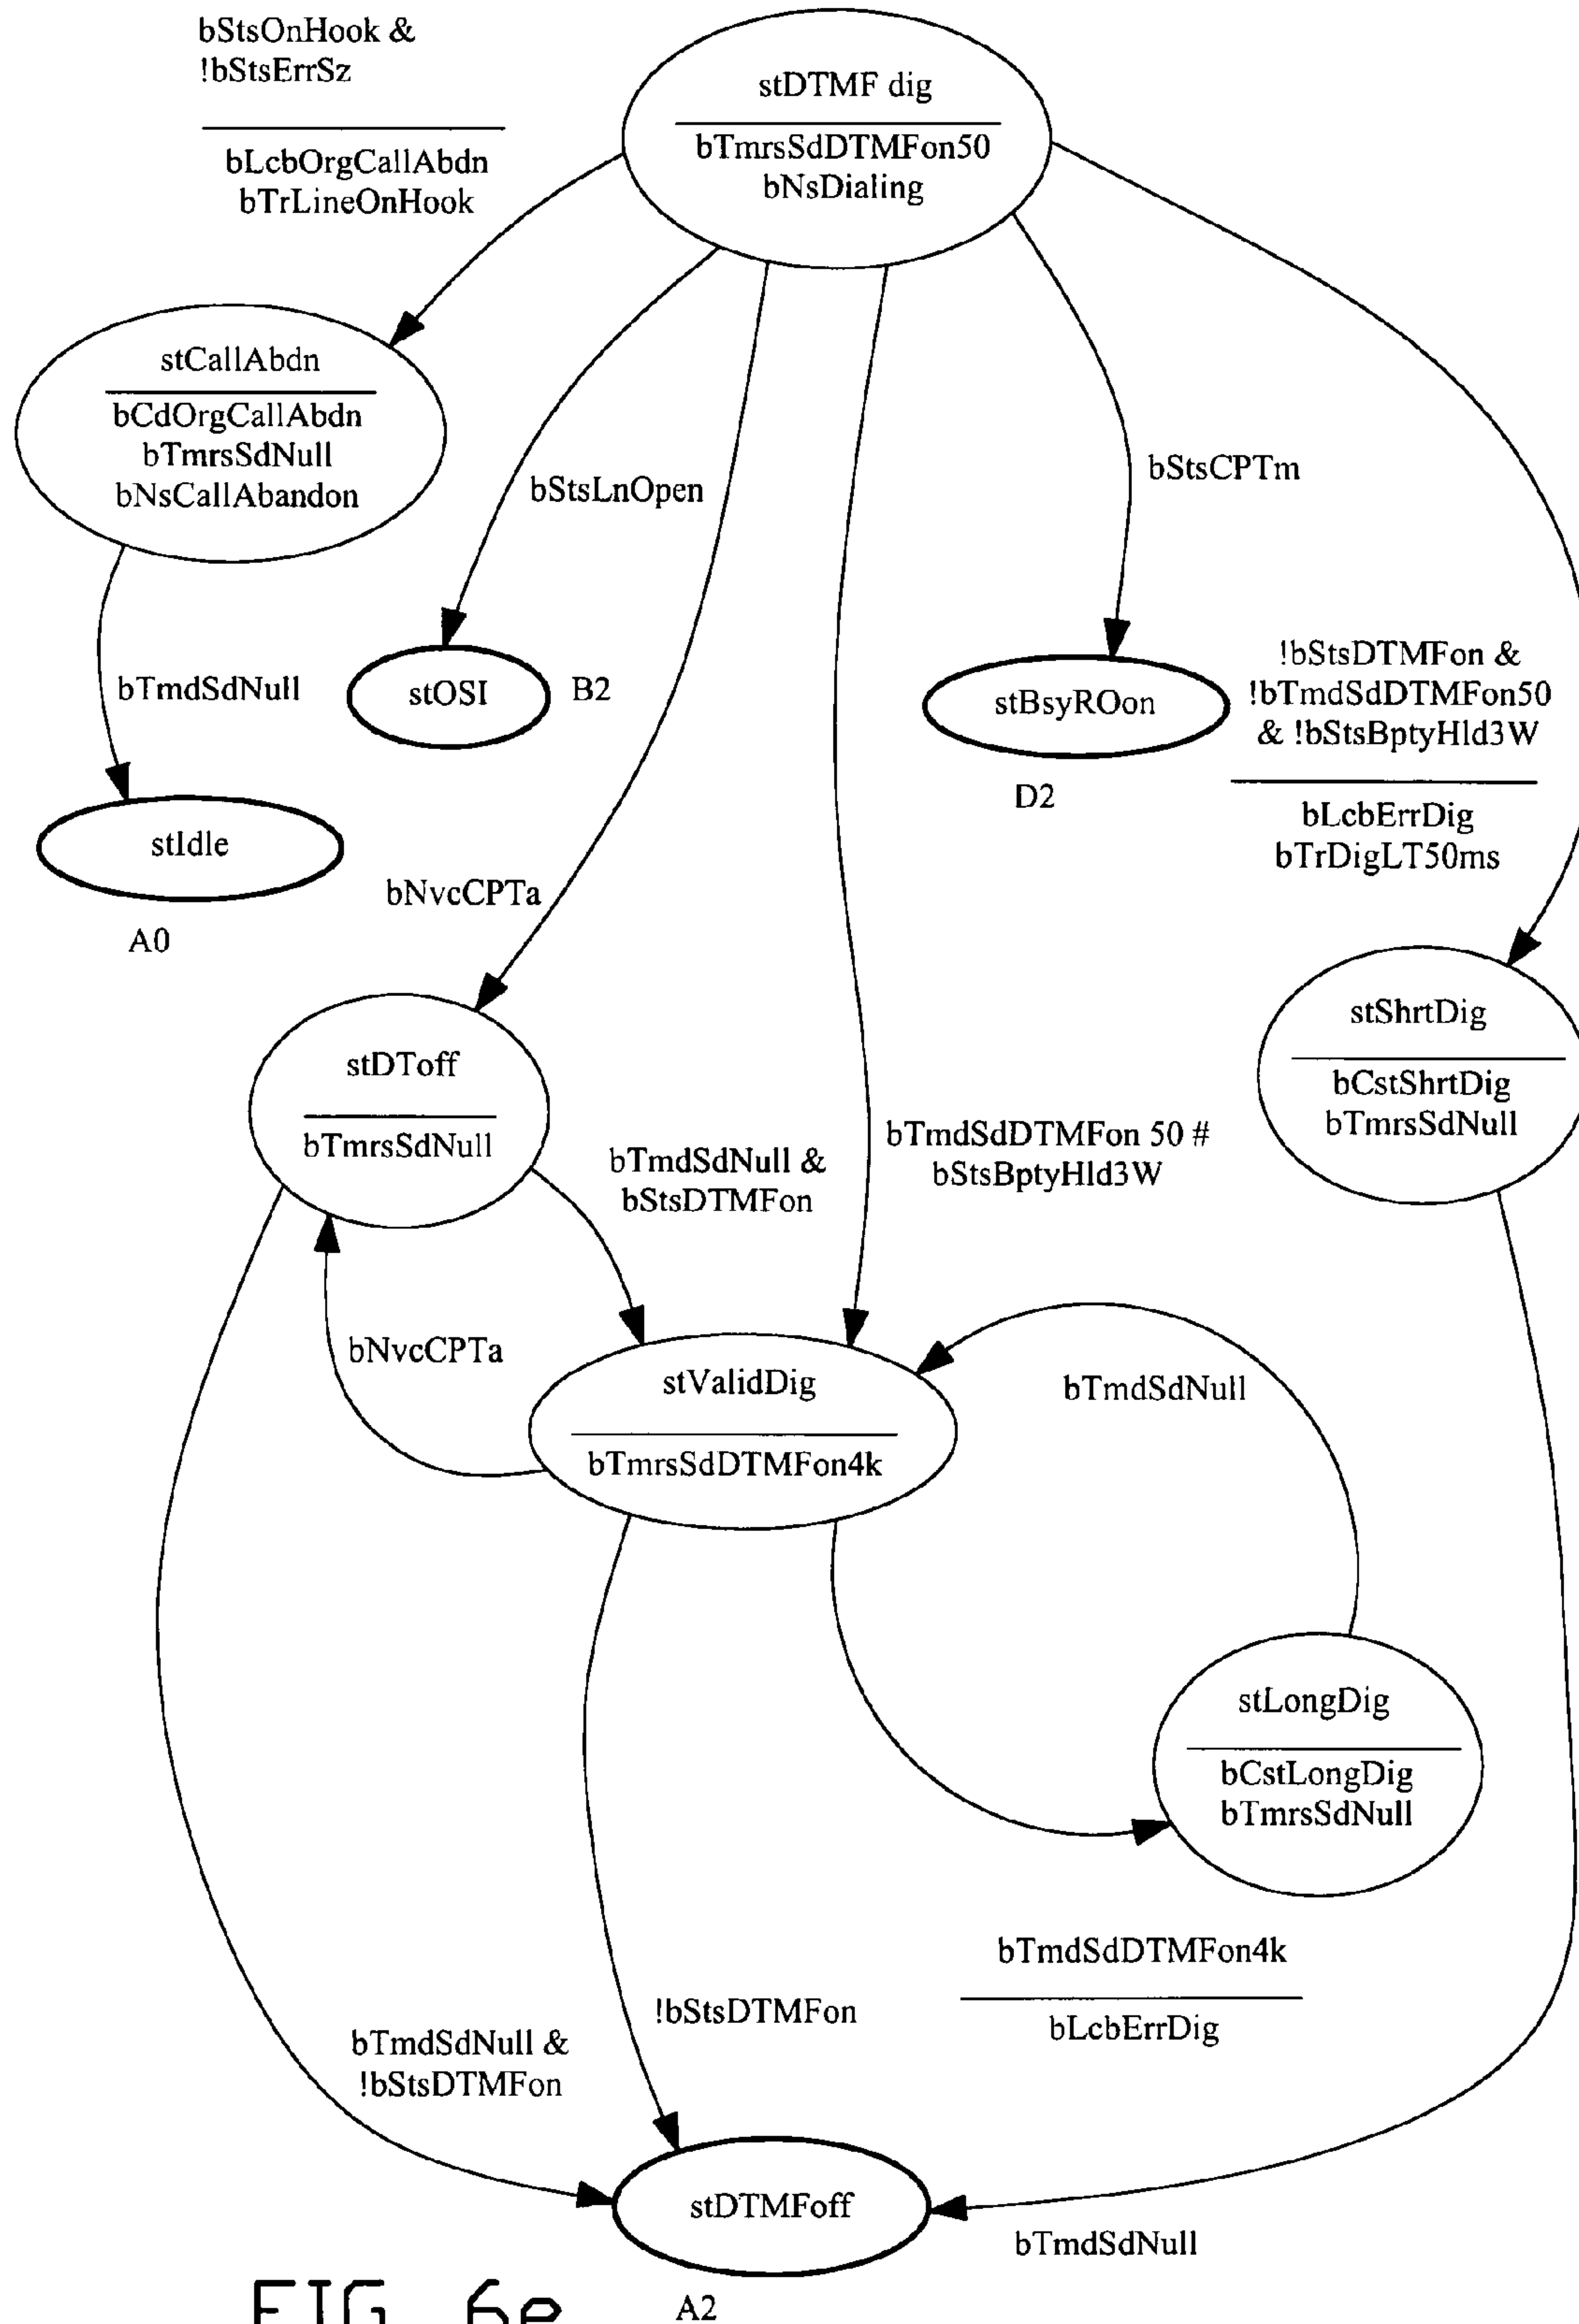 bStsOnHook &
!bStsErrSz
bLcbOrgCallAbdn
bTrLineOnHook
stDTMF dig
bTmrsSdDTMFon50
bNsDialing
stCallAbdn
bCdOrgCallAbdn
bTmrsSdNull
bNsCallAbandon
bStsLnOpen
bStsCPTm
bTmdSdNull
stOSI
B2
stBsyROon
D2
!bStsDTMFon &
!bTmdSdDTMFon50
& !bStsBptyHld3W
bLcbErrDig
bTrDigLT50ms
stIdle
A0
bNvcCPTa
stDToff
bTmrsSdNull
bTmdSdNull &
bStsDTMFon
bTmdSdDTMFon 50 #
bStsBptyHld3W
stShrtDig
bCstShrtDig
bTmrsSdNull
bNvcCPTa
stValidDig
bTmrsSdDTMFon4k
bTmdSdNull
stLongDig
bCstLongDig
bTmrsSdNull
bTmdSdDTMFon4k
bLcbErrDig
!bStsDTMFon
bTmdSdNull &
!bStsDTMFon
stDTMFoff
bTmdSdNull
A2
FIG. 6e